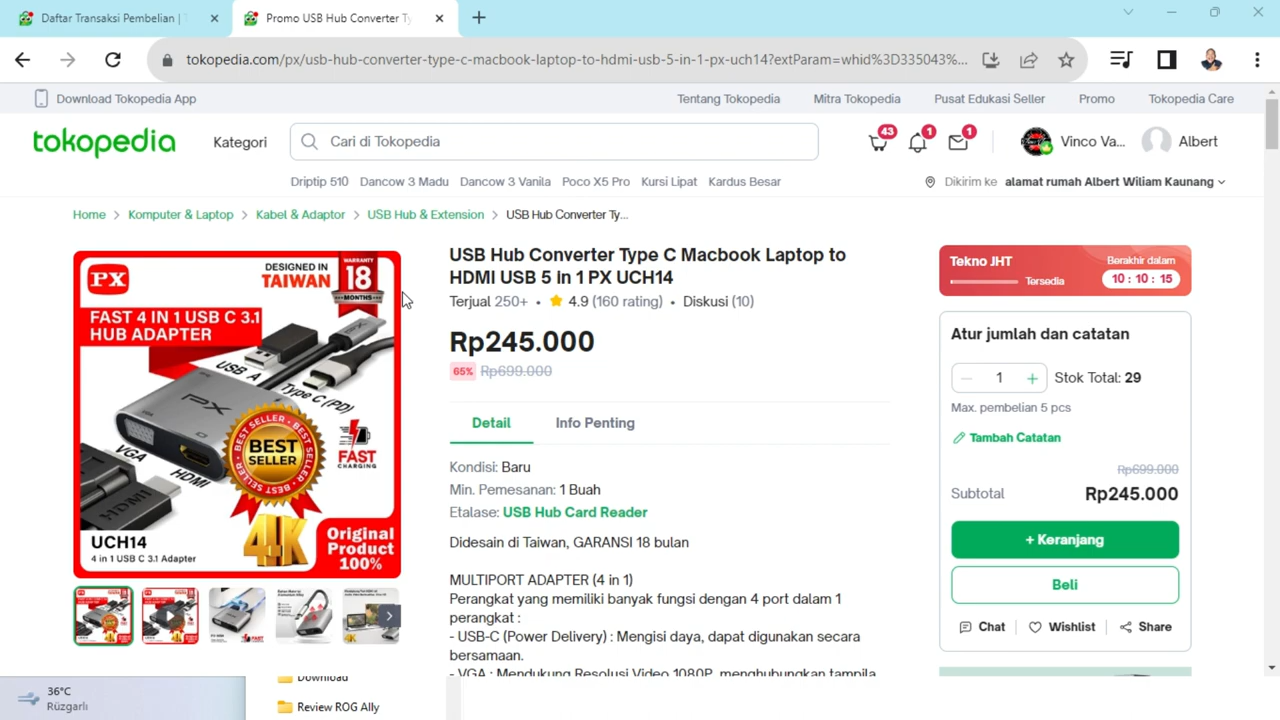 Daftar Transaksi Pembelian |
Promo USB Hub Converter Ty
tokopedia.com/px/usb-hub-converter-type-c-macbook-laptop-to-hdmi-usb-5-in-1-px-uch14?extParam=whid%3D335043%...
Download Tokopedia App
Tentang Tokopedia
Mitra Tokopedia
Pusat Edukasi Seller
Promo
Tokopedia Care
tokopedia
Kategori
Cari di Tokopedia
43
1
1
Vinco Va...
Albert
Driptip 510
Dancow 3 Madu
Dancow 3 Vanila
Poco X5 Pro
Kursi Lipat
Kardus Besar
Dikirim ke alamat rumah Albert Wiliam Kaunang
Home
Komputer & Laptop
Kabel & Adaptor
USB Hub & Extension
USB Hub Converter Ty...
PX
DESIGNED IN
TAIWAN
WARRANTY
18
MONTHS
FAST 4 IN 1 USB C 3.1
HUB ADAPTER
USB A
Type C (PD)
PX
VGA
HDMI
HDMI
BEST SELLER
BEST
SELLER
FAST
CHARGING
4K
Original
Product
100%
UCH14
4 in 1 USB C 3.1 Adapter
USB Hub Converter Type C Macbook Laptop to
HDMI USB 5 in 1 PX UCH14
Terjual 250+ • 4.9 (160 rating) • Diskusi (10)
Rp245.000
65% Rp699.000
Detail
Info Penting
Kondisi: Baru
Min. Pemesanan: 1 Buah
Etalase: USB Hub Card Reader
Didesain di Taiwan, GARANSI 18 bulan
MULTIPORT ADAPTER (4 in 1)
Perangkat yang memiliki banyak fungsi dengan 4 port dalam 1
perangkat :
- USB-C (Power Delivery) : Mengisi daya, dapat digunakan secara
bersamaan.
- VGA : Mendukung Resolusi Video 1080P, menghubungkan tampila
Tekno JHT
Berakhir dalam
Tersedia
10 : 10 : 15
Atur jumlah dan catatan
1
Stok Total: 29
Max. pembelian 5 pcs
Tambah Catatan
Rp699.000
Subtotal
Rp245.000
+ Keranjang
Beli
Chat
Wishlist
Share
36°C
Rüzgarlı
Download
Review ROG Ally